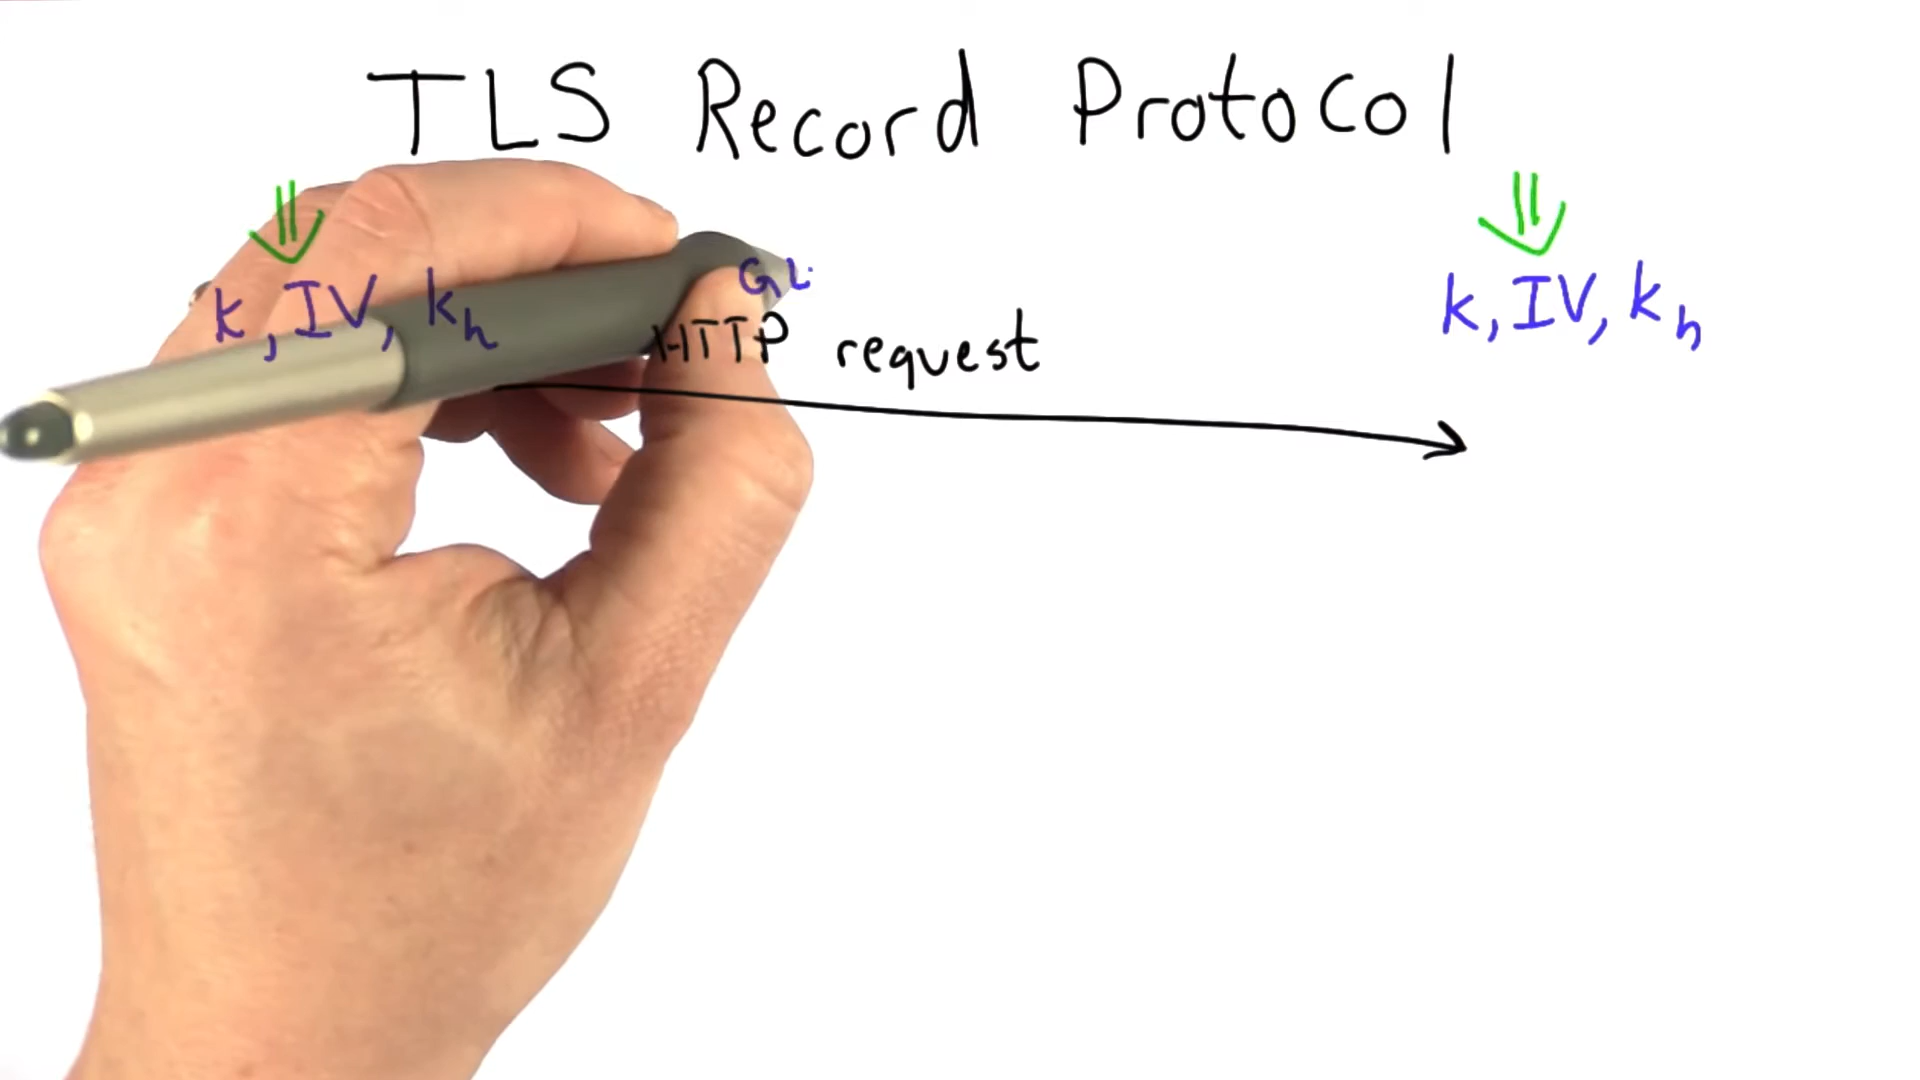 TLS Record Protocol
k, IV, kh
k, IV, kh
HTTP request